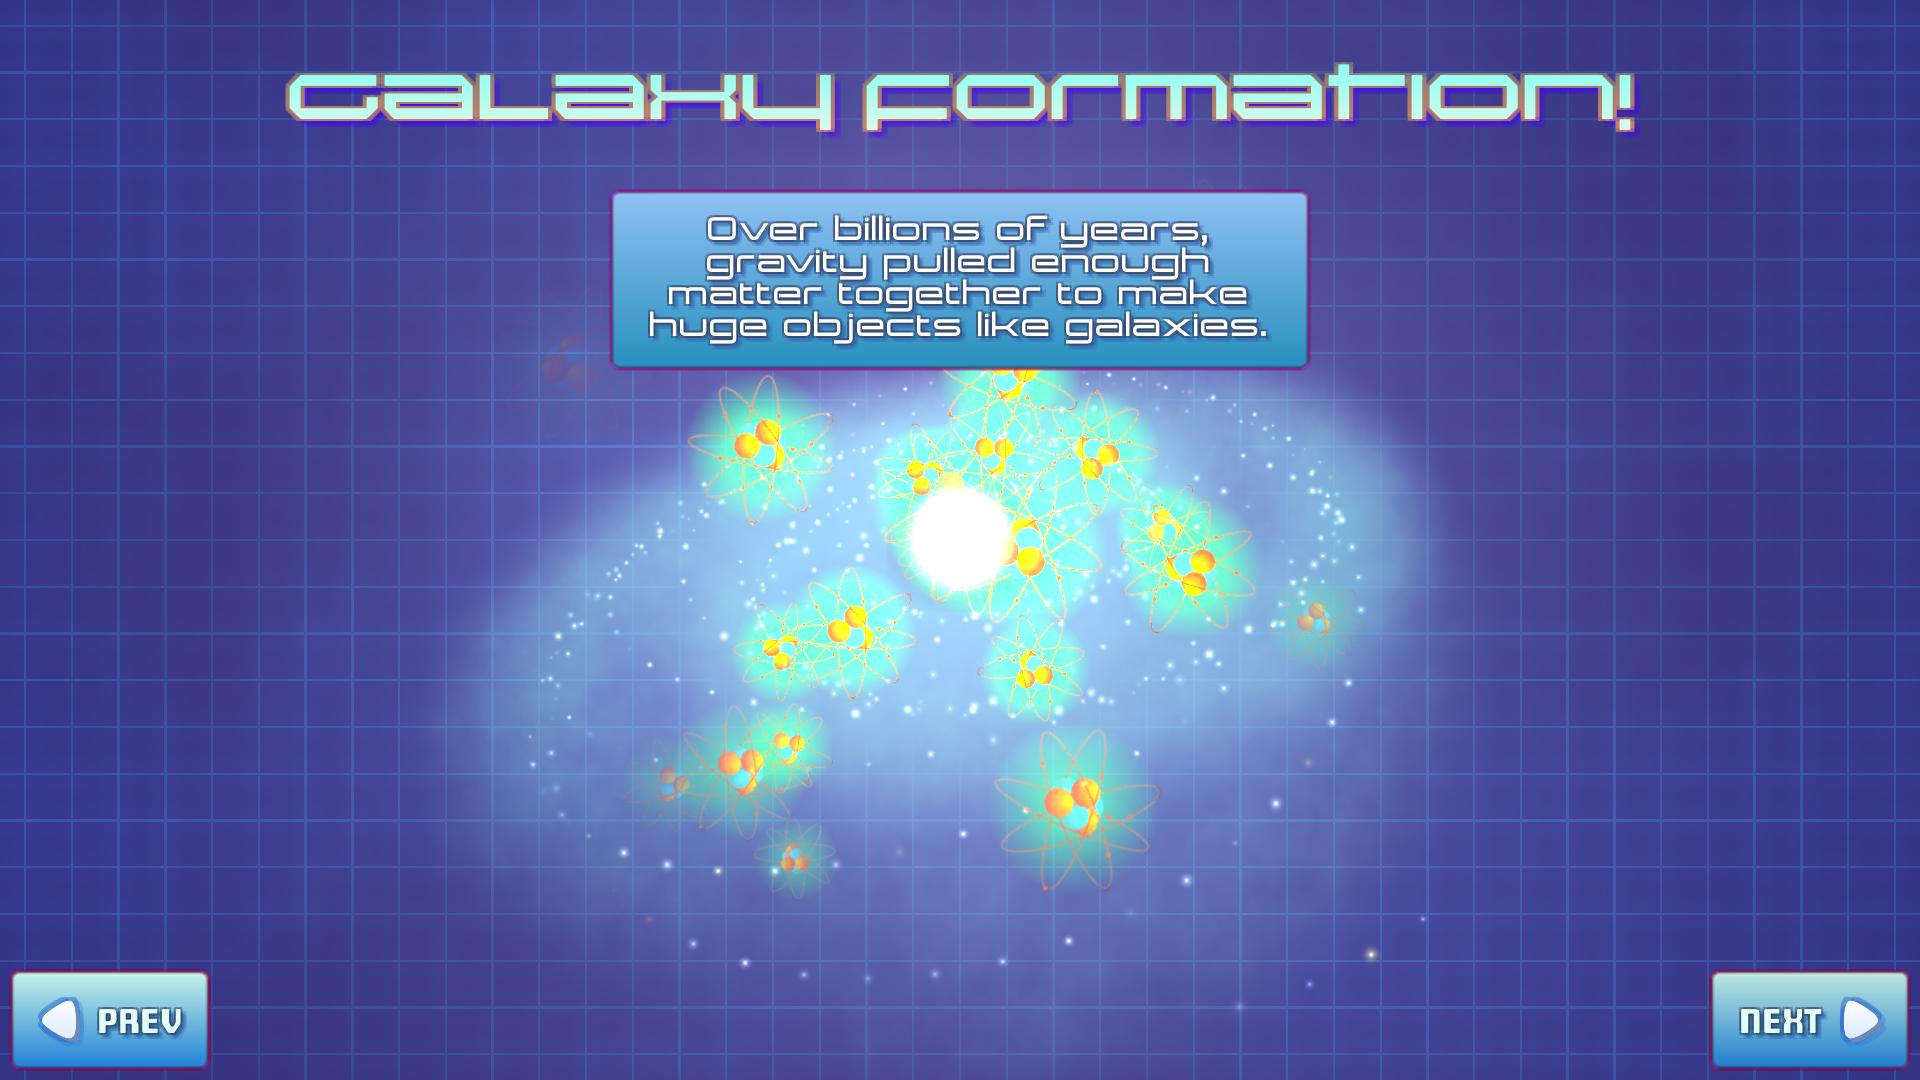 Galaxy Formation!
Over billions of years,
gravity pulled enough
matter together to make
huge objects like galaxies.
PREV
NEXT